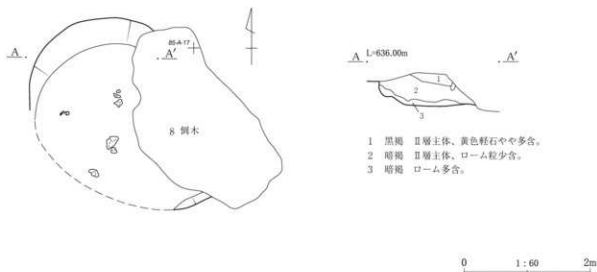 A
A'
85-A-17
8 倒木
A L=636.00m A'
1
2
3
1 黒褐 Ⅱ層主体、黄色軽石やや多含。
2 暗褐 Ⅱ層主体、ローム粒少含。
3 暗褐 ローム多含。
0 1:60 2m